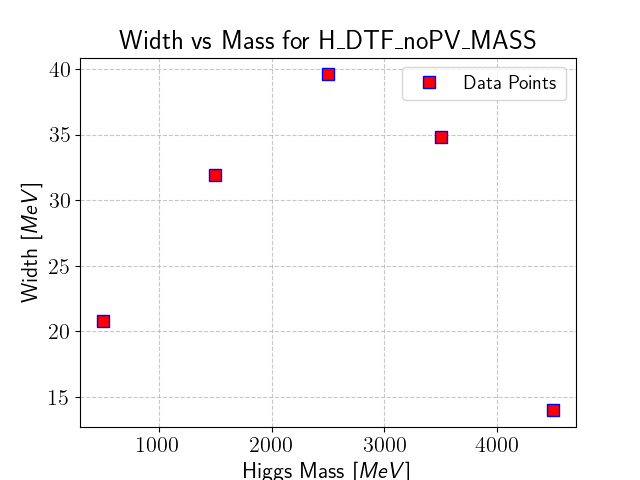 Width vs Mass for H_DTF_noPV_MASS
Data Points
40
35
30
25
20
15
Width [MeV]
1000 2000 3000 4000
Higgs Mass [MeV]